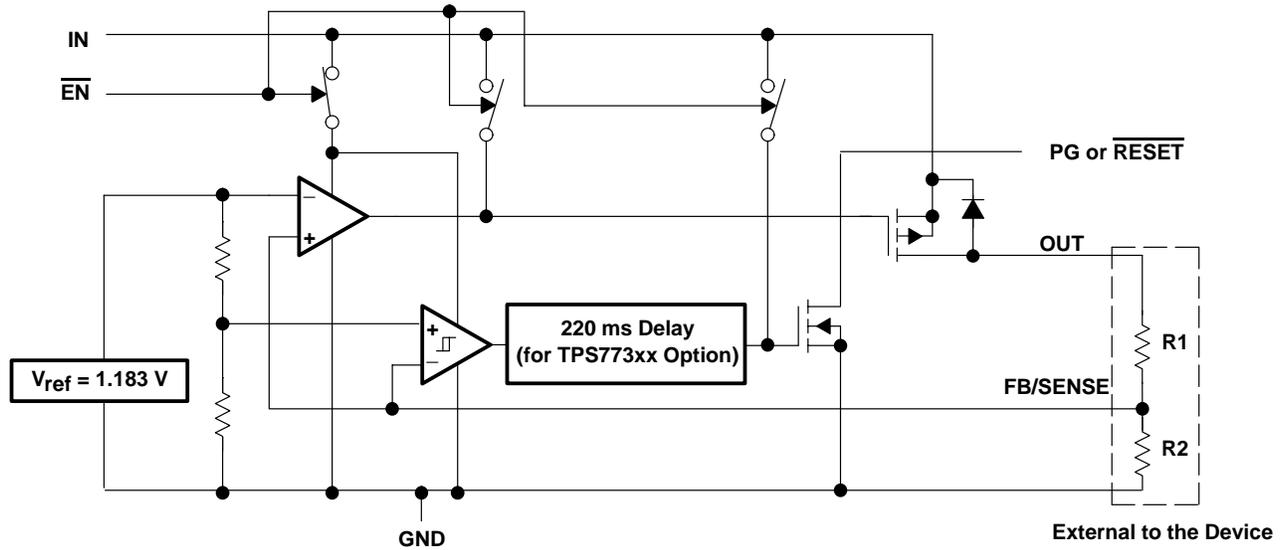 IN
EN
PG or RESET
−
+
OUT
+
−
220 ms Delay
(for TPS773xx Option)
R1
Vref = 1.183 V
FB/SENSE
R2
GND
External to the Device